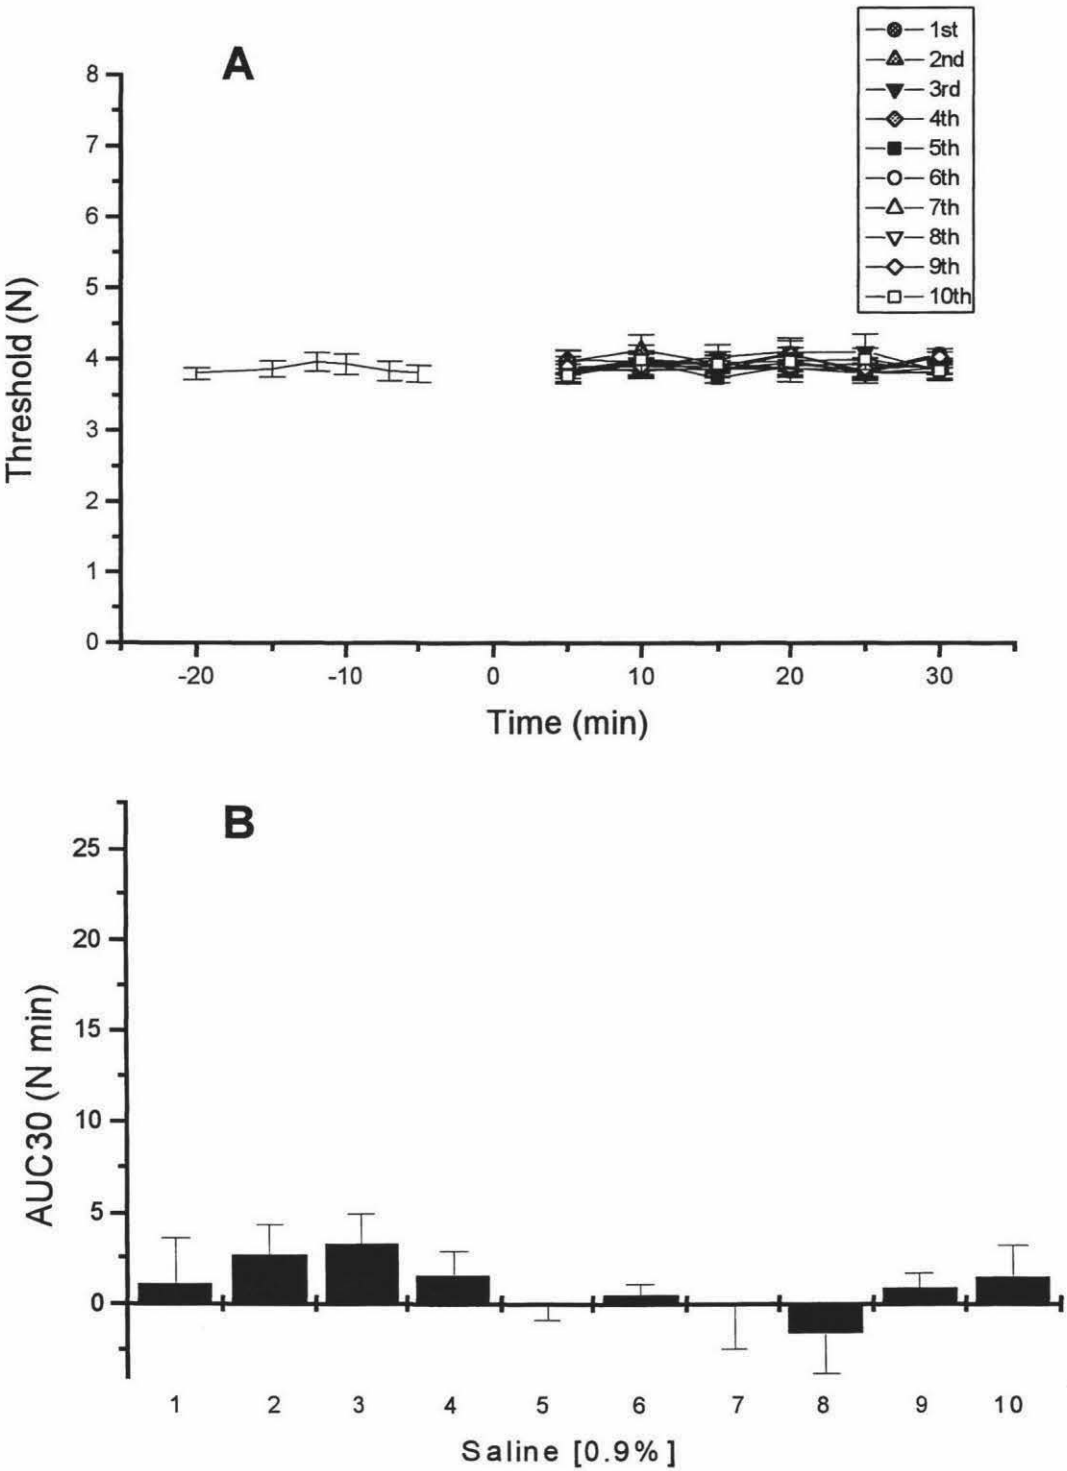 A
1st
2nd
3rd
4th
5th
6th
7th
8th
9th
10th
8
7
6
5
4
3
2
1
0
Threshold (N)
-20 -10 0 10 20 30
Time (min)
B
25
20
15
10
5
0
AUC30 (N min)
1 2 3 4 5 6 7 8 9 10
Saline [0.9%]